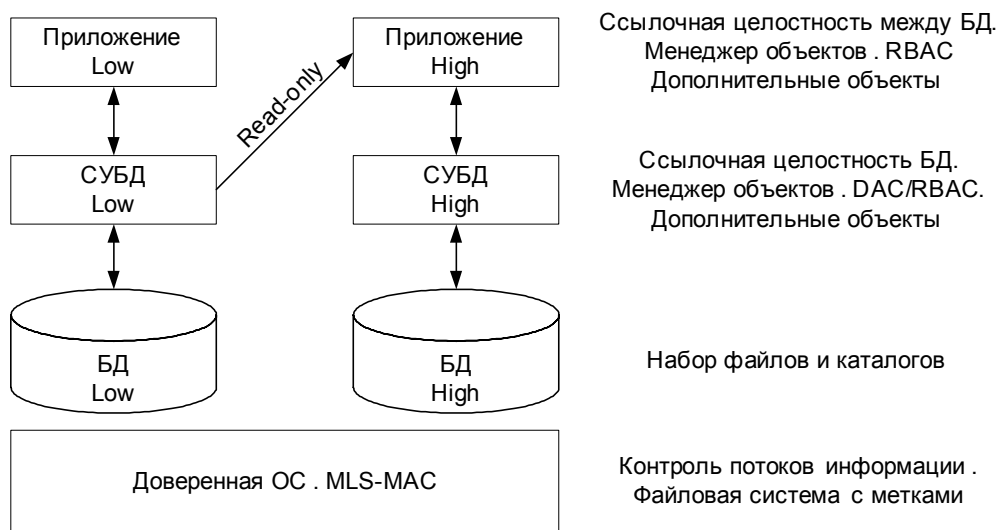 Приложение
Low
Приложение
High
Ссылочная целостность между БД.
Менеджер объектов . RBAC
Дополнительные объекты
Read-only
СУБД
Low
СУБД
High
Ссылочная целостность БД.
Менеджер объектов . DAC/RBAC.
Дополнительные объекты
БД
Low
БД
High
Набор файлов и каталогов
Доверенная ОС . MLS-MAC
Контроль потоков информации .
Файловая система с метками